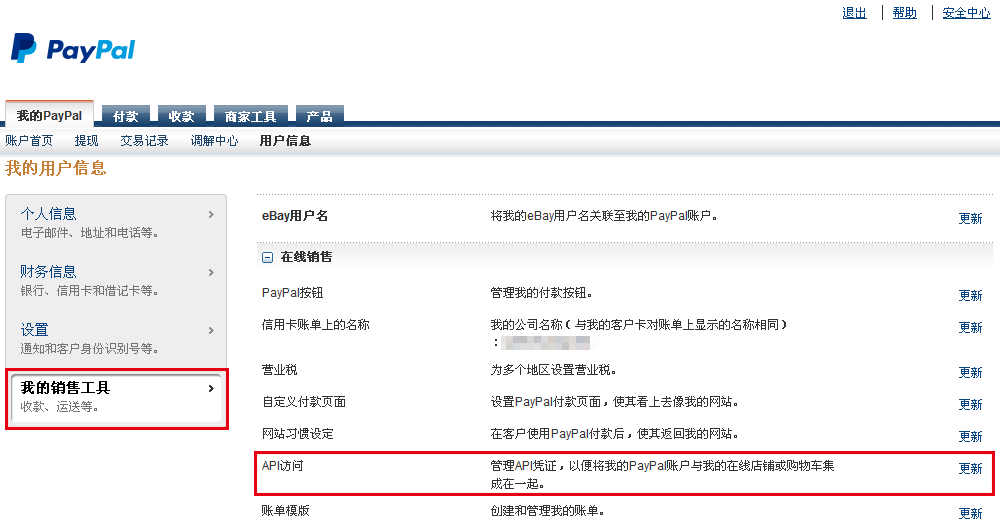 退出 帮助 安全中心
PayPal
我的PayPal 付款 收款 商家工具 产品
账户首页 提现 交易记录 调解中心 用户信息
我的用户信息
个人信息
电子邮件、地址和电话等。
财务信息
银行、信用卡和借记卡等。
设置
通知和客户身份识别号等。
我的销售工具
收款、运送等。
eBay用户名 将我的eBay用户名关联至我的PayPal账户。 更新
在线销售
PayPal按钮 管理我的付款按钮。 更新
信用卡账单上的名称 我的公司名称（与我的客户卡对账单上显示的名称相同） 更新
：
营业税 为多个地区设置营业税。 更新
自定义付款页面 设置PayPal付款页面，使其看上去像我的网站。 更新
网站习惯设定 在客户使用PayPal付款后，使其返回我的网站。 更新
API访问 管理API凭证，以便将我的PayPal账户与我的在线店铺或购物车集 更新
成在一起。
账单模版 创建和管理我的账单。 更新